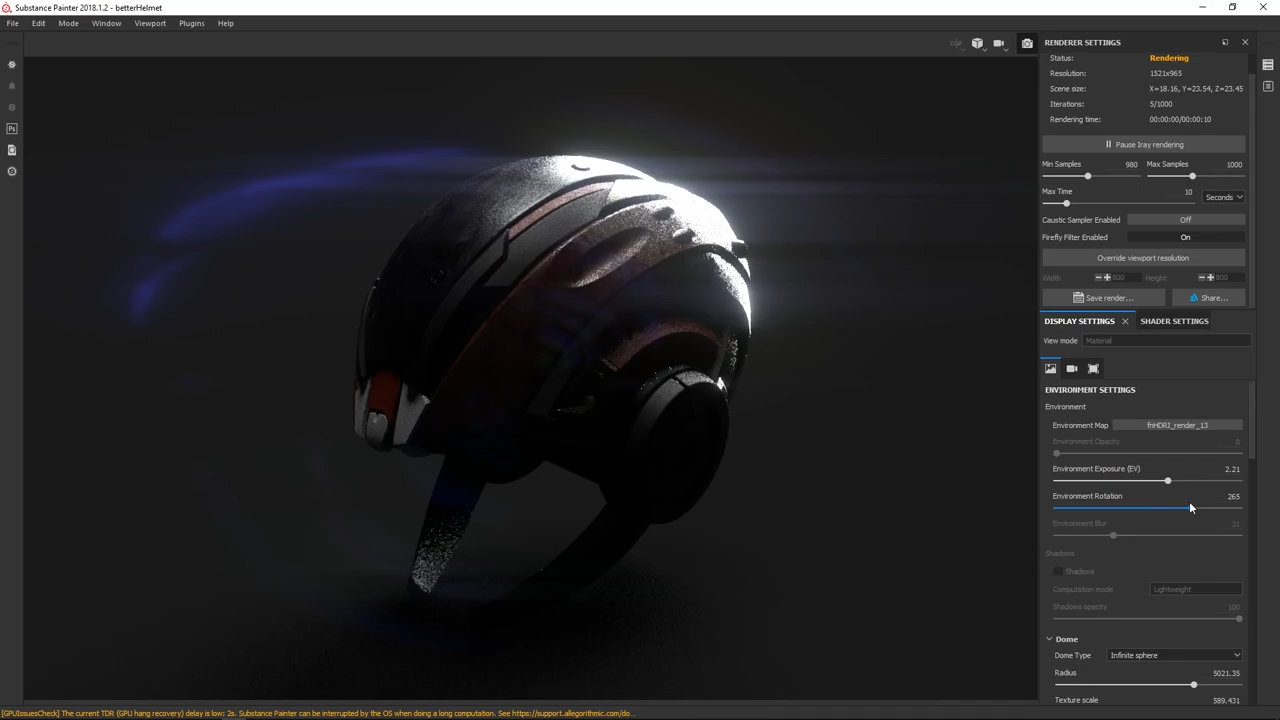 Substance Painter 2018.1.2 - betterHelmet
File Edit Mode Window Viewport Plugins Help
RENDERER SETTINGS
Status: Rendering
Resolution: 1521x965
Scene size: X=18.16, Y=23.54, Z=23.45
Iterations: 5/1000
Rendering time: 00:00:00/00:00:10
Pause Iray rendering
Min Samples 980 Max Samples 1000
Max Time 10 Seconds
Caustic Sampler Enabled Off
Firefly Filter Enabled On
Override viewport resolution
Width 800 Height 800
Save render... Share...
DISPLAY SETTINGS SHADER SETTINGS
View mode Material
ENVIRONMENT SETTINGS
Environment
Environment Map fnHDRI_render_13
Environment Opacity 0
Environment Exposure (EV) 2.21
Environment Rotation 265
Environment Blur 21
Shadows
Shadows
Computation mode Lightweight
Shadows opacity 100
Dome
Dome Type Infinite sphere
Radius 5021.35
Texture scale 589.431
Ps
[GPUIssuesCheck] The current TDR (GPU hang recovery) delay is low: 2s. Substance Painter can be interrupted by the OS when doing a long computation. See https://support.allegorithmic.com/do...